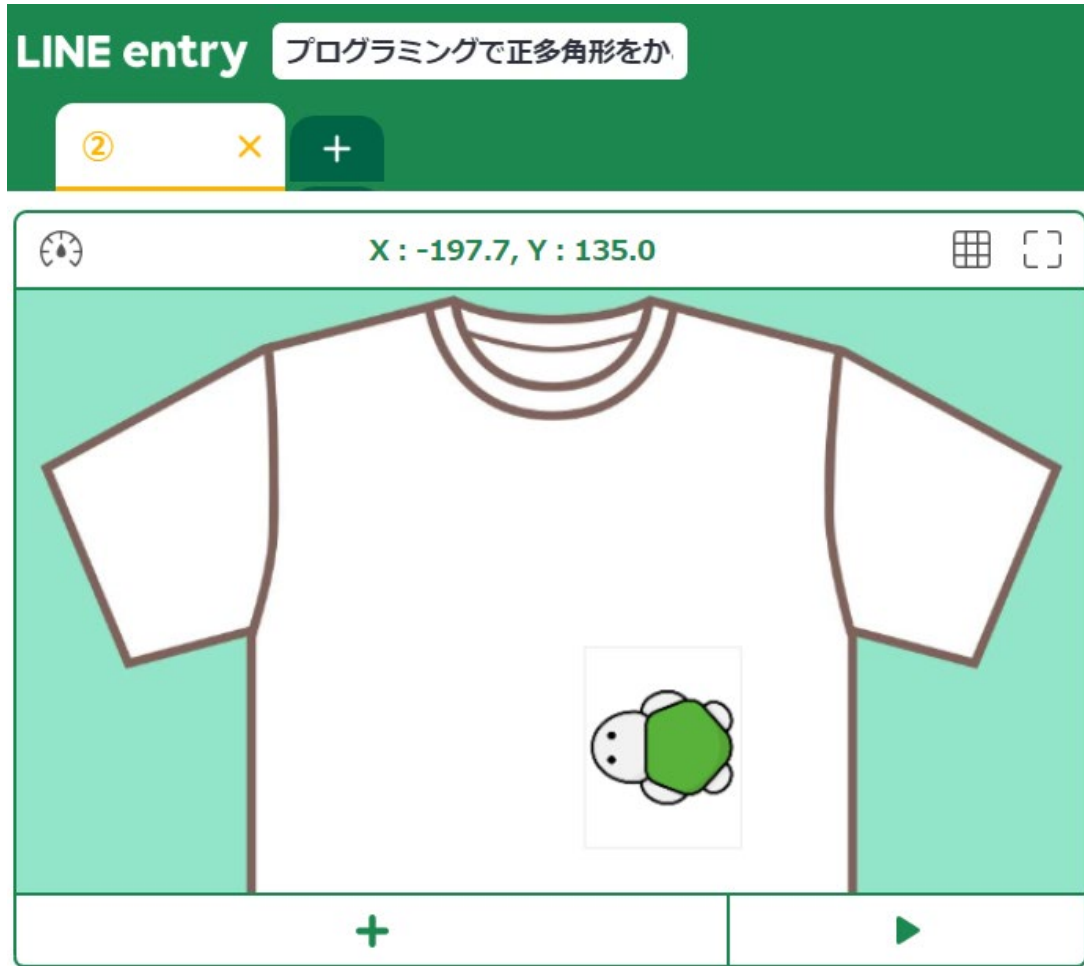 LINE entry プログラミングで正多角形をか
② × +
X : -197.7, Y : 135.0
+